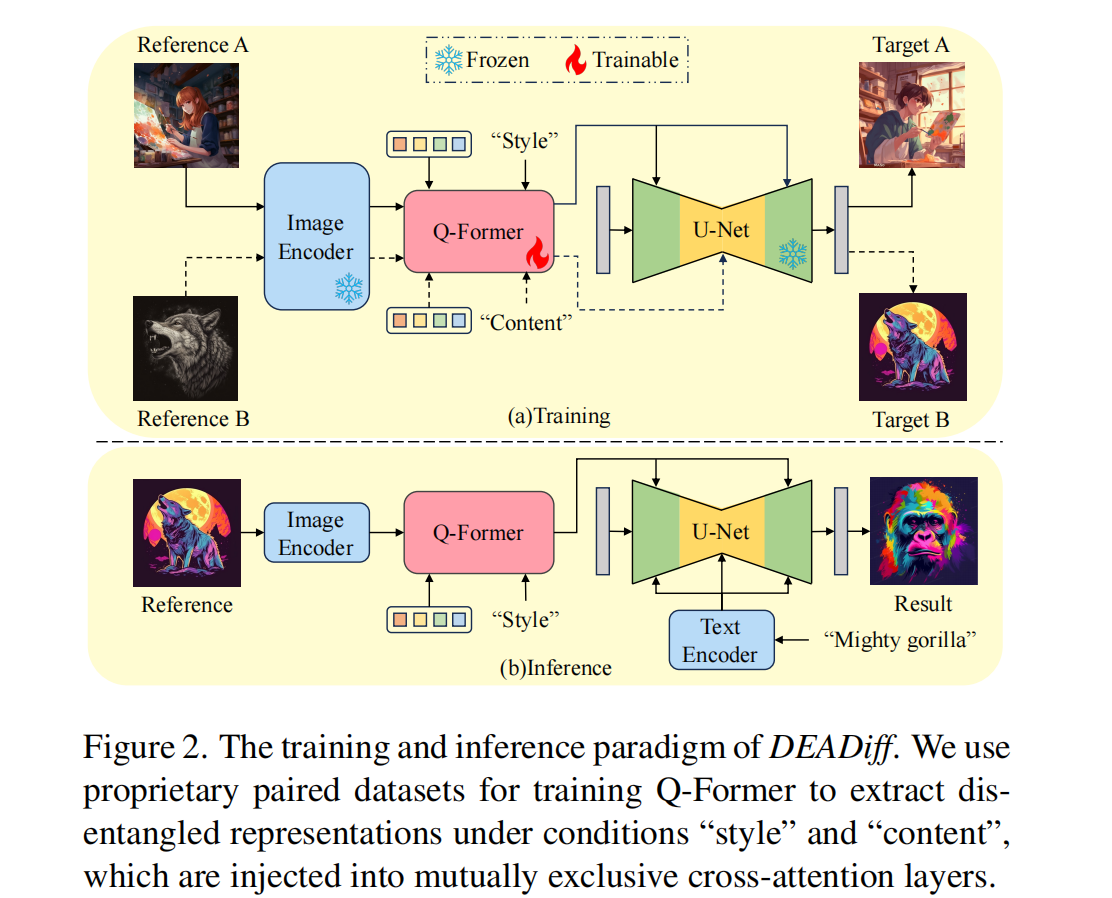 Reference A
Target A
Frozen
Trainable
“Style”
Image
Encoder
Q-Former
U-Net
“Content”
Reference B
(a)Training
Target B
Image
Encoder
Q-Former
U-Net
Reference
“Style”
Text
Encoder
“Mighty gorilla”
Result
(b)Inference
Figure 2. The training and inference paradigm of DEADiff. We use
proprietary paired datasets for training Q-Former to extract dis-
entangled representations under conditions “style” and “content”,
which are injected into mutually exclusive cross-attention layers.